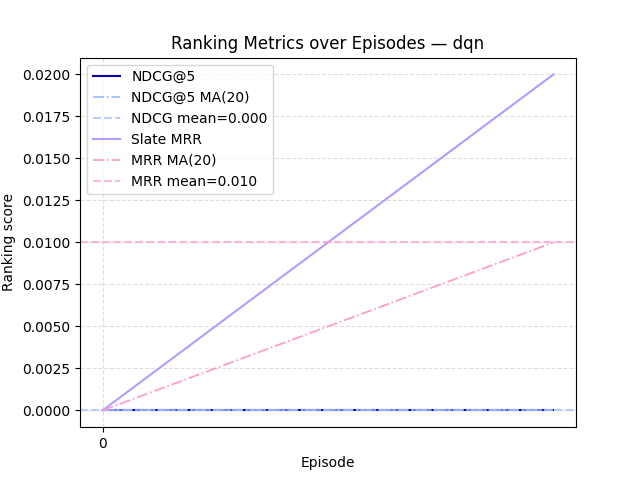 Ranking Metrics over Episodes — dqn
NDCG@5
NDCG@5 MA(20)
NDCG mean=0.000
Slate MRR
MRR MA(20)
MRR mean=0.010
0.0200
0.0175
0.0150
0.0125
0.0100
0.0075
0.0050
0.0025
0.0000
Ranking score
0
Episode